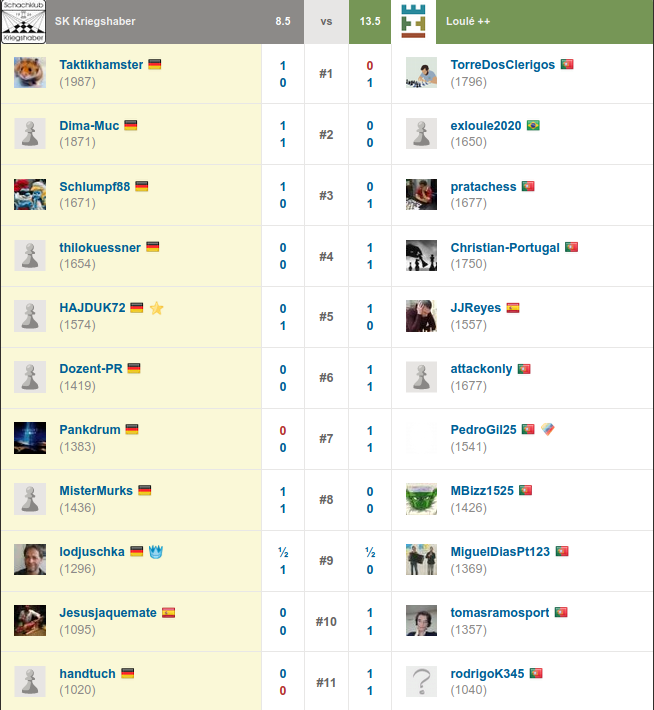 Schachklub
Kriegshaber
SK Kriegshaber 8.5 vs 13.5 Loulé ++
Taktikhamster 1 #1 0 TorreDosClerigos
(1987) 0 1 (1796)
Dima-Muc 1 #2 0 exloule2020
(1871) 1 0 (1650)
Schlumpf88 1 #3 0 pratachess
(1671) 0 1 (1677)
thilokuessner 0 #4 1 Christian-Portugal
(1654) 0 1 (1750)
HAJDUK72 0 #5 1 JJReyes
(1574) 1 0 (1557)
Dozent-PR 0 #6 1 attackonly
(1419) 0 1 (1677)
Pankdrum 0 #7 1 PedroGil25
(1383) 0 1 (1541)
MisterMurks 1 #8 0 MBizz1525
(1436) 1 0 (1426)
lodjuschka ½ #9 ½ MiguelDiasPt123
(1296) 1 0 (1369)
Jesusjaquemate 0 #10 1 tomasramosport
(1095) 0 1 (1357)
handtuch 0 #11 1 rodrigoK345
(1020) 0 1 (1040)